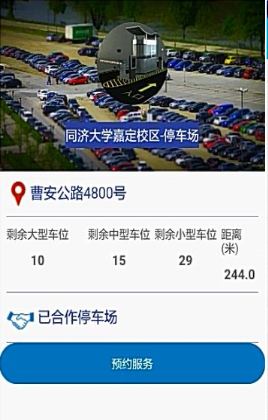 同济大学嘉定校区-停车场
曹安公路4800号
剩余大型车位 剩余中型车位 剩余小型车位 距离
(米)
10 15 29
244.0
已合作停车场
预约服务